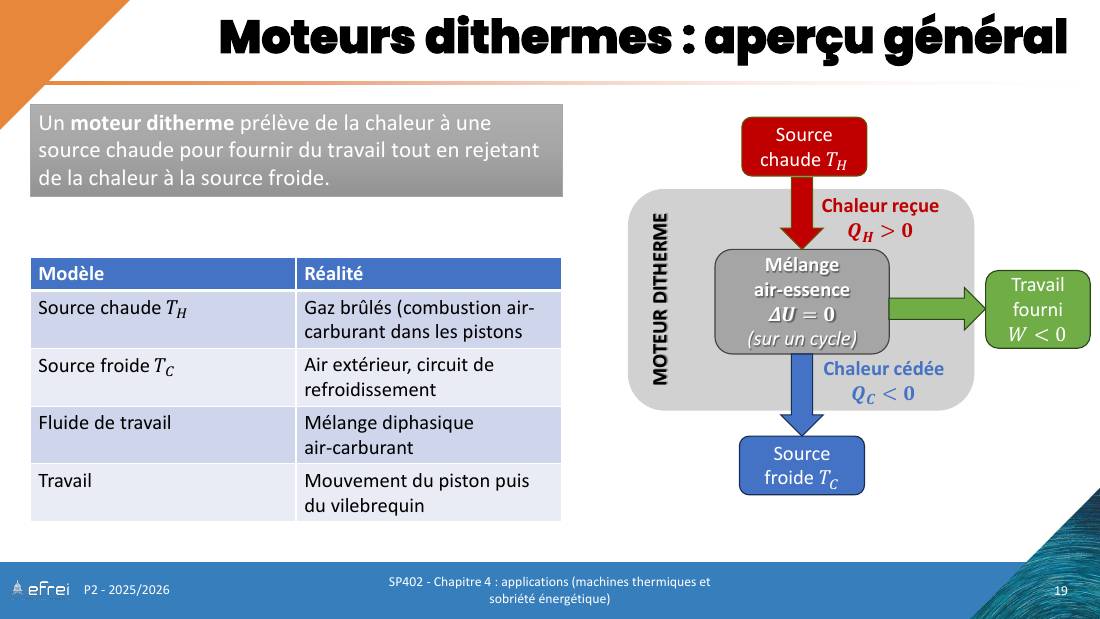 Moteurs dithermes : aperçu général
Un moteur ditherme prélève de la chaleur à une
source chaude pour fournir du travail tout en rejetant
de la chaleur à la source froide.
Modèle
Réalité
Source chaude T_H
Gaz brûlés (combustion air-
carburant dans les pistons
Source froide T_C
Air extérieur, circuit de
refroidissement
Fluide de travail
Mélange diphasique
air-carburant
Travail
Mouvement du piston puis
du vilebrequin
Source
chaude T_H
Chaleur reçue
Q_H > 0
MOTEUR DITHERME
Mélange
air-essence
ΔU = 0
(sur un cycle)
Travail
fourni
W < 0
Chaleur cédée
Q_C < 0
Source
froide T_C
efrei
P2 - 2025/2026
SP402 - Chapitre 4 : applications (machines thermiques et
sobriété énergétique)
19